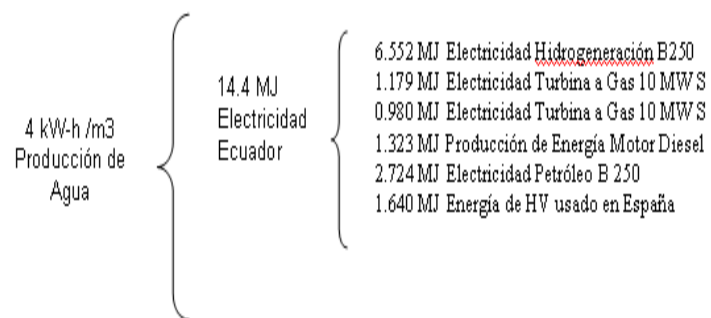 4 kW-h /m3
Producción de
Agua
14.4 MJ
Electricidad
Ecuador
6.552 MJ Electricidad Hidrogeneración B250
1.179 MJ Electricidad Turbina a Gas 10 MW S
0.980 MJ Electricidad Turbina a Gas 10 MW S
1.323 MJ Producción de Energía Motor Diesel
2.724 MJ Electricidad Petróleo B 250
1.640 MJ Energía de HV usado en España